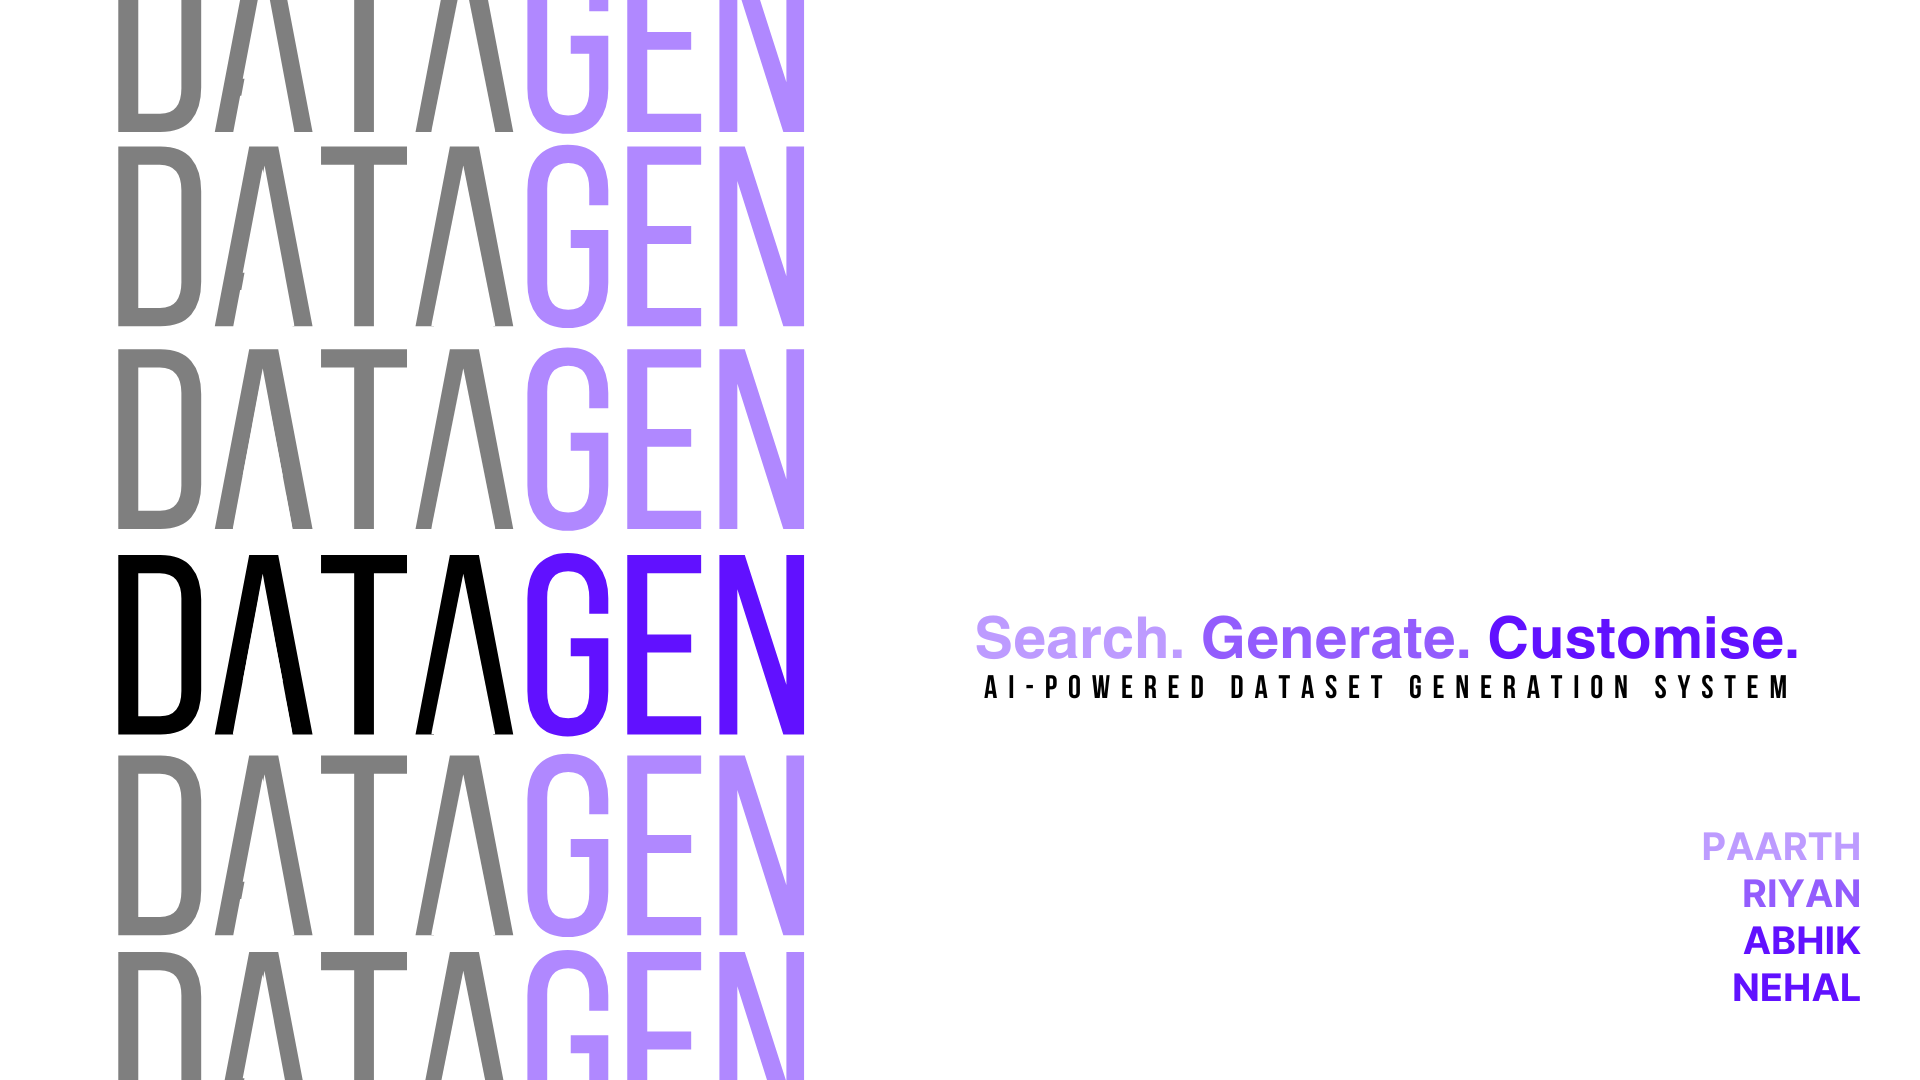 DATAGEN
DATAGEN
DATAGEN
DATAGEN
DATAGEN
DATAGEN
Search. Generate. Customise.
AI-POWERED DATASET GENERATION SYSTEM
PAARTH
RIYAN
ABHIK
NEHAL